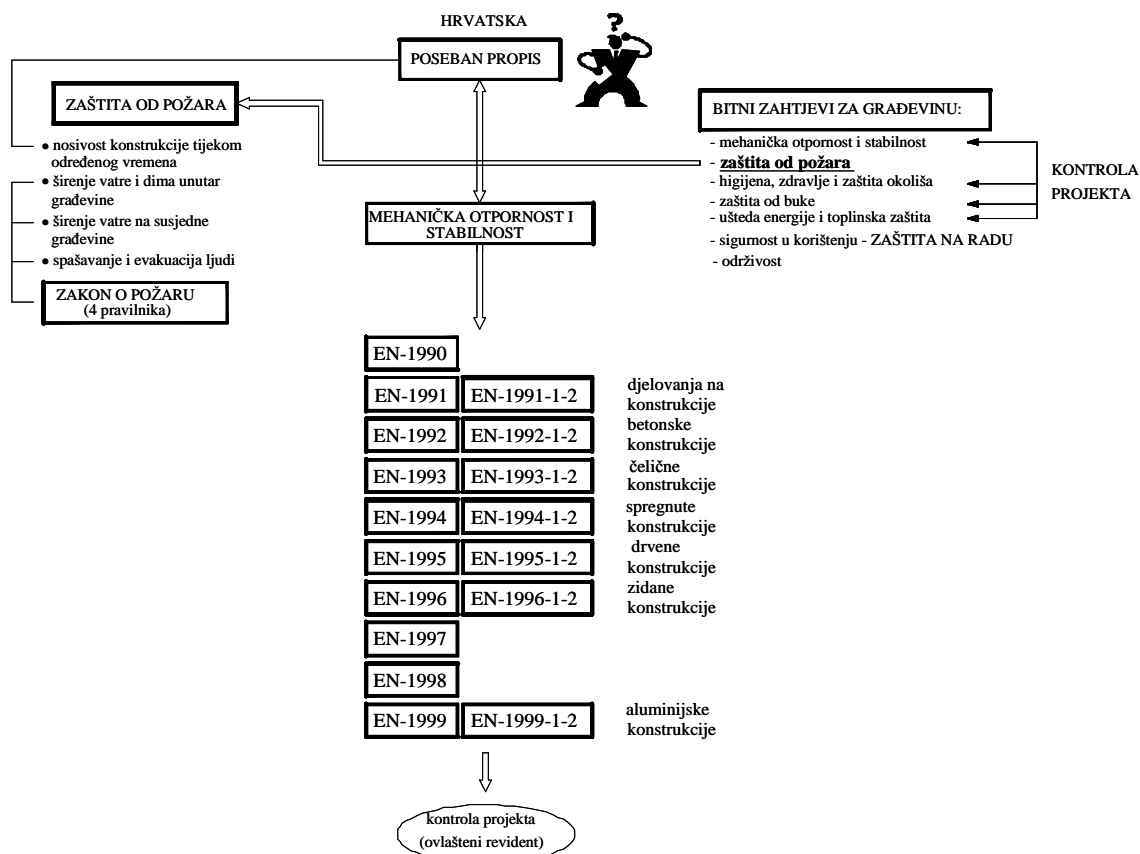 HRVATSKA
?
POSEBAN PROPIS
ZAŠTITA OD POŽARA
• nosivost konstrukcije tijekom
određenog vremena
• širenje vatre i dima unutar
građevine
• širenje vatre na susjedne
građevine
• spašavanje i evakuacija ljudi
ZAKON O POŽARU
(4 pravilnika)
MEHANIČKA OTPORNOST I
STABILNOST
BITNI ZAHTJEVI ZA GRAĐEVINU:
- mehanička otpornost i stabilnost
- zaštita od požara
- higijena, zdravlje i zaštita okoliša
- zaštita od buke
- ušteda energije i toplinska zaštita
- sigurnost u korištenju - ZAŠTITA NA RADU
- održivost
KONTROLA
PROJEKTA
EN-1990
EN-1991 EN-1991-1-2
djelovanja na
konstrukcije
EN-1992 EN-1992-1-2
betonske
konstrukcije
EN-1993 EN-1993-1-2
čelične
konstrukcije
EN-1994 EN-1994-1-2
spregnute
konstrukcije
EN-1995 EN-1995-1-2
drvene
konstrukcije
EN-1996 EN-1996-1-2
zidane
konstrukcije
EN-1997
EN-1998
EN-1999 EN-1999-1-2
aluminijske
konstrukcije
kontrola projekta
(ovlašteni revident)